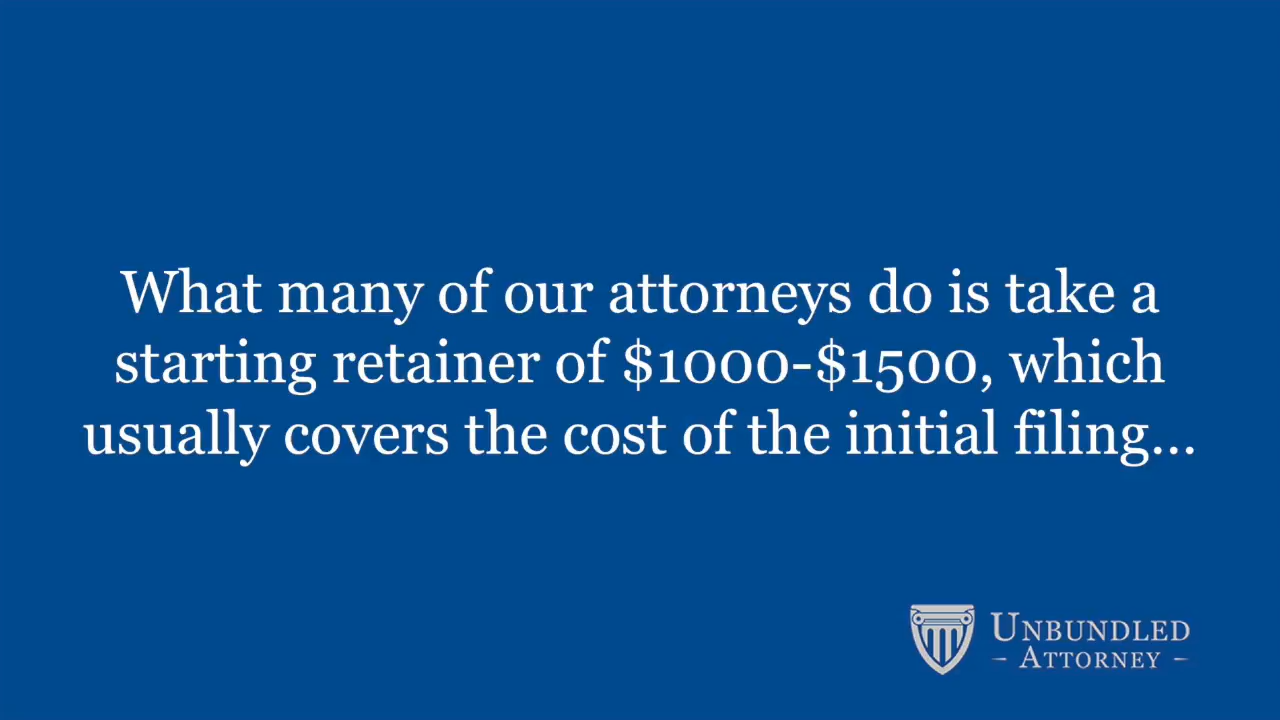 What many of our attorneys do is take a
starting retainer of $1000-$1500, which
usually covers the cost of the initial filing...
UNBUNDLED
- ATTORNEY -